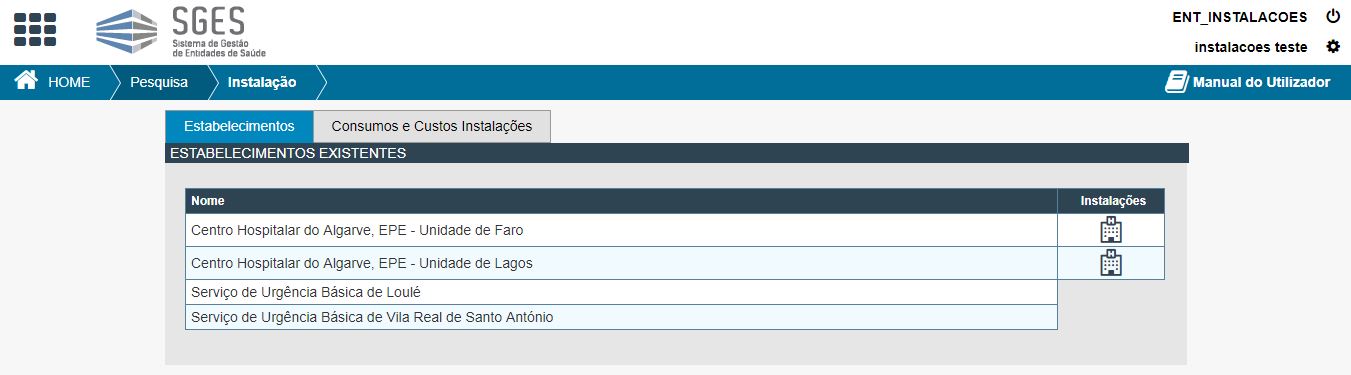 SGES
Sistema de Gestão
de Entidades de Saúde
ENT_INSTALACOES
instalacoes teste
HOME
Pesquisa
Instalação
Manual do Utilizador
Estabelecimentos
Consumos e Custos Instalações
ESTABELECIMENTOS EXISTENTES
Nome
Instalações
Centro Hospitalar do Algarve, EPE - Unidade de Faro
H
Centro Hospitalar do Algarve, EPE - Unidade de Lagos
H
Serviço de Urgência Básica de Loulé
Serviço de Urgência Básica de Vila Real de Santo António